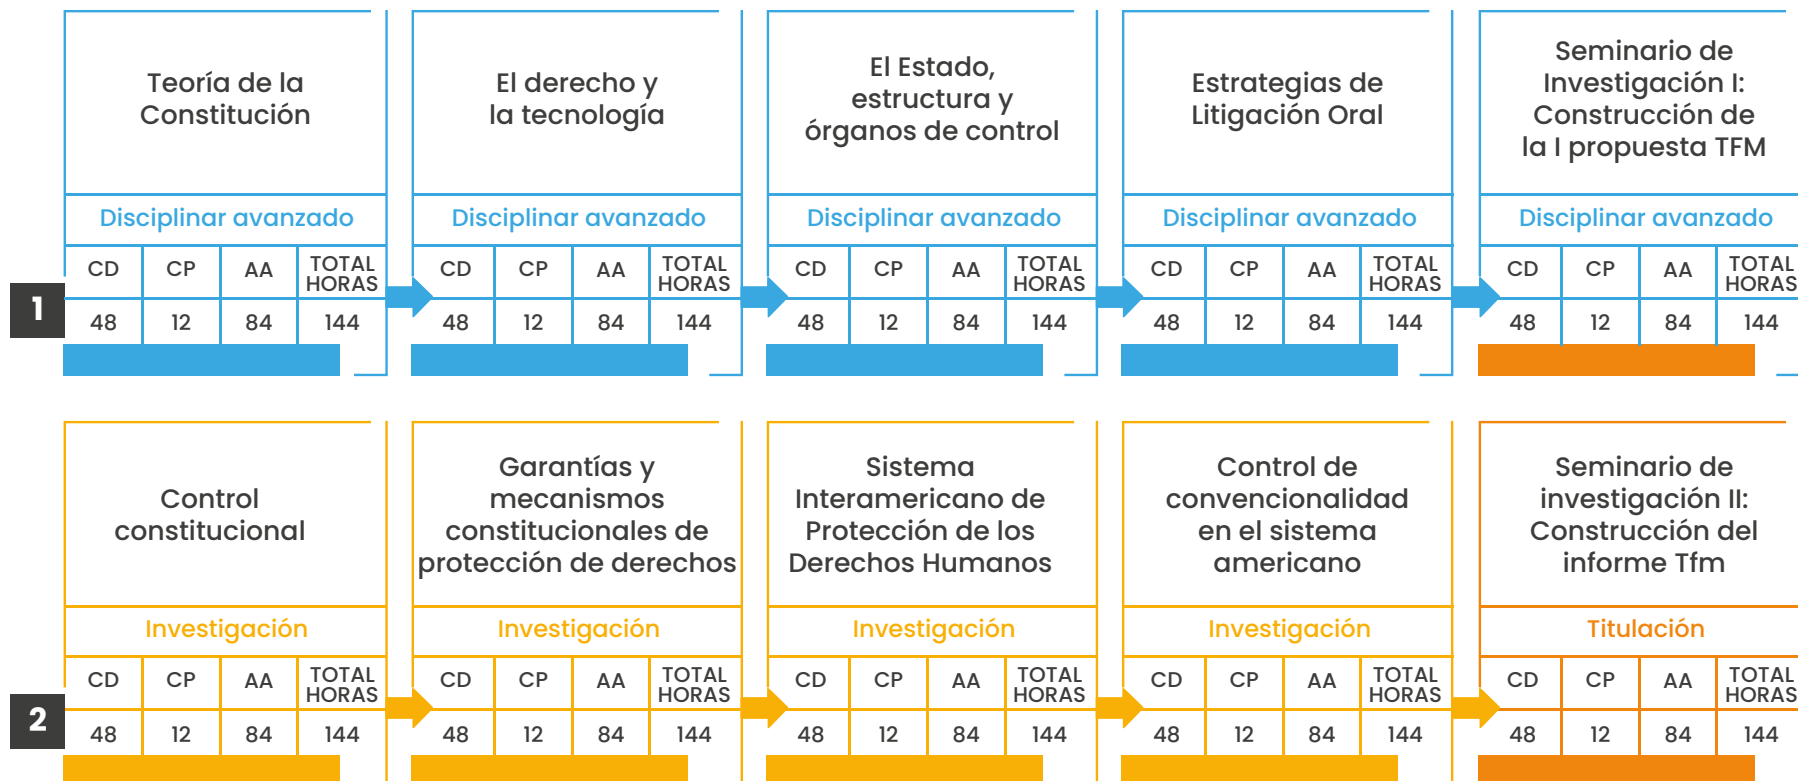 Teoría de la
Constitución
Disciplinar avanzado
CD CP AA TOTAL HORAS
48 12 84 144
El derecho y
la tecnología
Disciplinar avanzado
CD CP AA TOTAL HORAS
48 12 84 144
El Estado,
estructura y
órganos de control
Disciplinar avanzado
CD CP AA TOTAL HORAS
48 12 84 144
Estrategias de
Litigación Oral
Disciplinar avanzado
CD CP AA TOTAL HORAS
48 12 84 144
Seminario de
Investigación I:
Construcción de
la I propuesta TFM
Disciplinar avanzado
CD CP AA TOTAL HORAS
48 12 84 144
1
Control
constitucional
Investigación
CD CP AA TOTAL HORAS
48 12 84 144
Garantías y
mecanismos
constitucionales de
protección de derechos
Investigación
CD CP AA TOTAL HORAS
48 12 84 144
Sistema
Interamericano de
Protección de los
Derechos Humanos
Investigación
CD CP AA TOTAL HORAS
48 12 84 144
Control de
convencionalidad
en el sistema
americano
Investigación
CD CP AA TOTAL HORAS
48 12 84 144
Seminario de
investigación II:
Construcción del
informe Tfm
Titulación
CD CP AA TOTAL HORAS
48 12 84 144
2